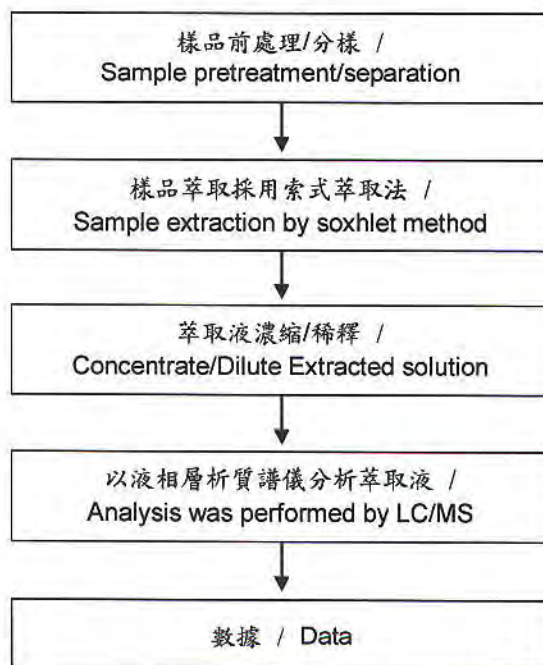 樣品前處理/分樣 /
Sample pretreatment/separation
樣品萃取採用索式萃取法 /
Sample extraction by soxhlet method
萃取液濃縮/稀釋 /
Concentrate/Dilute Extracted solution
以液相層析質譜儀分析萃取液 /
Analysis was performed by LC/MS
數據 / Data